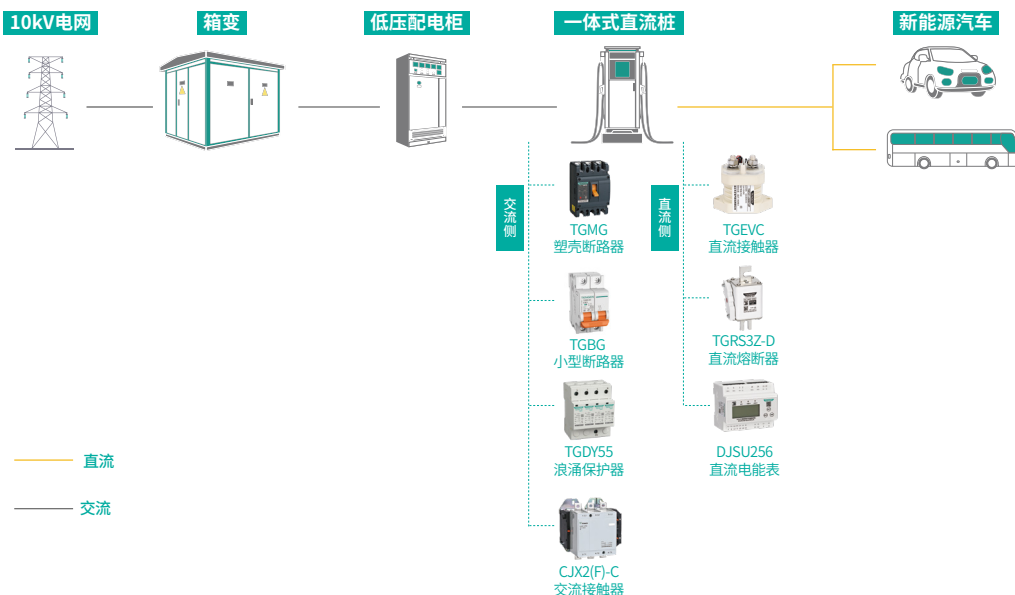 10kV电网
箱变
低压配电柜
一体式直流桩
新能源汽车
交流侧
直流侧
TGMG
塑壳断路器
TGEVC
直流接触器
TGBG
小型断路器
TGRS3Z-D
直流熔断器
TGDY55
浪涌保护器
DJSU256
直流电能表
CJX2(F)-C
交流接触器
直流
交流